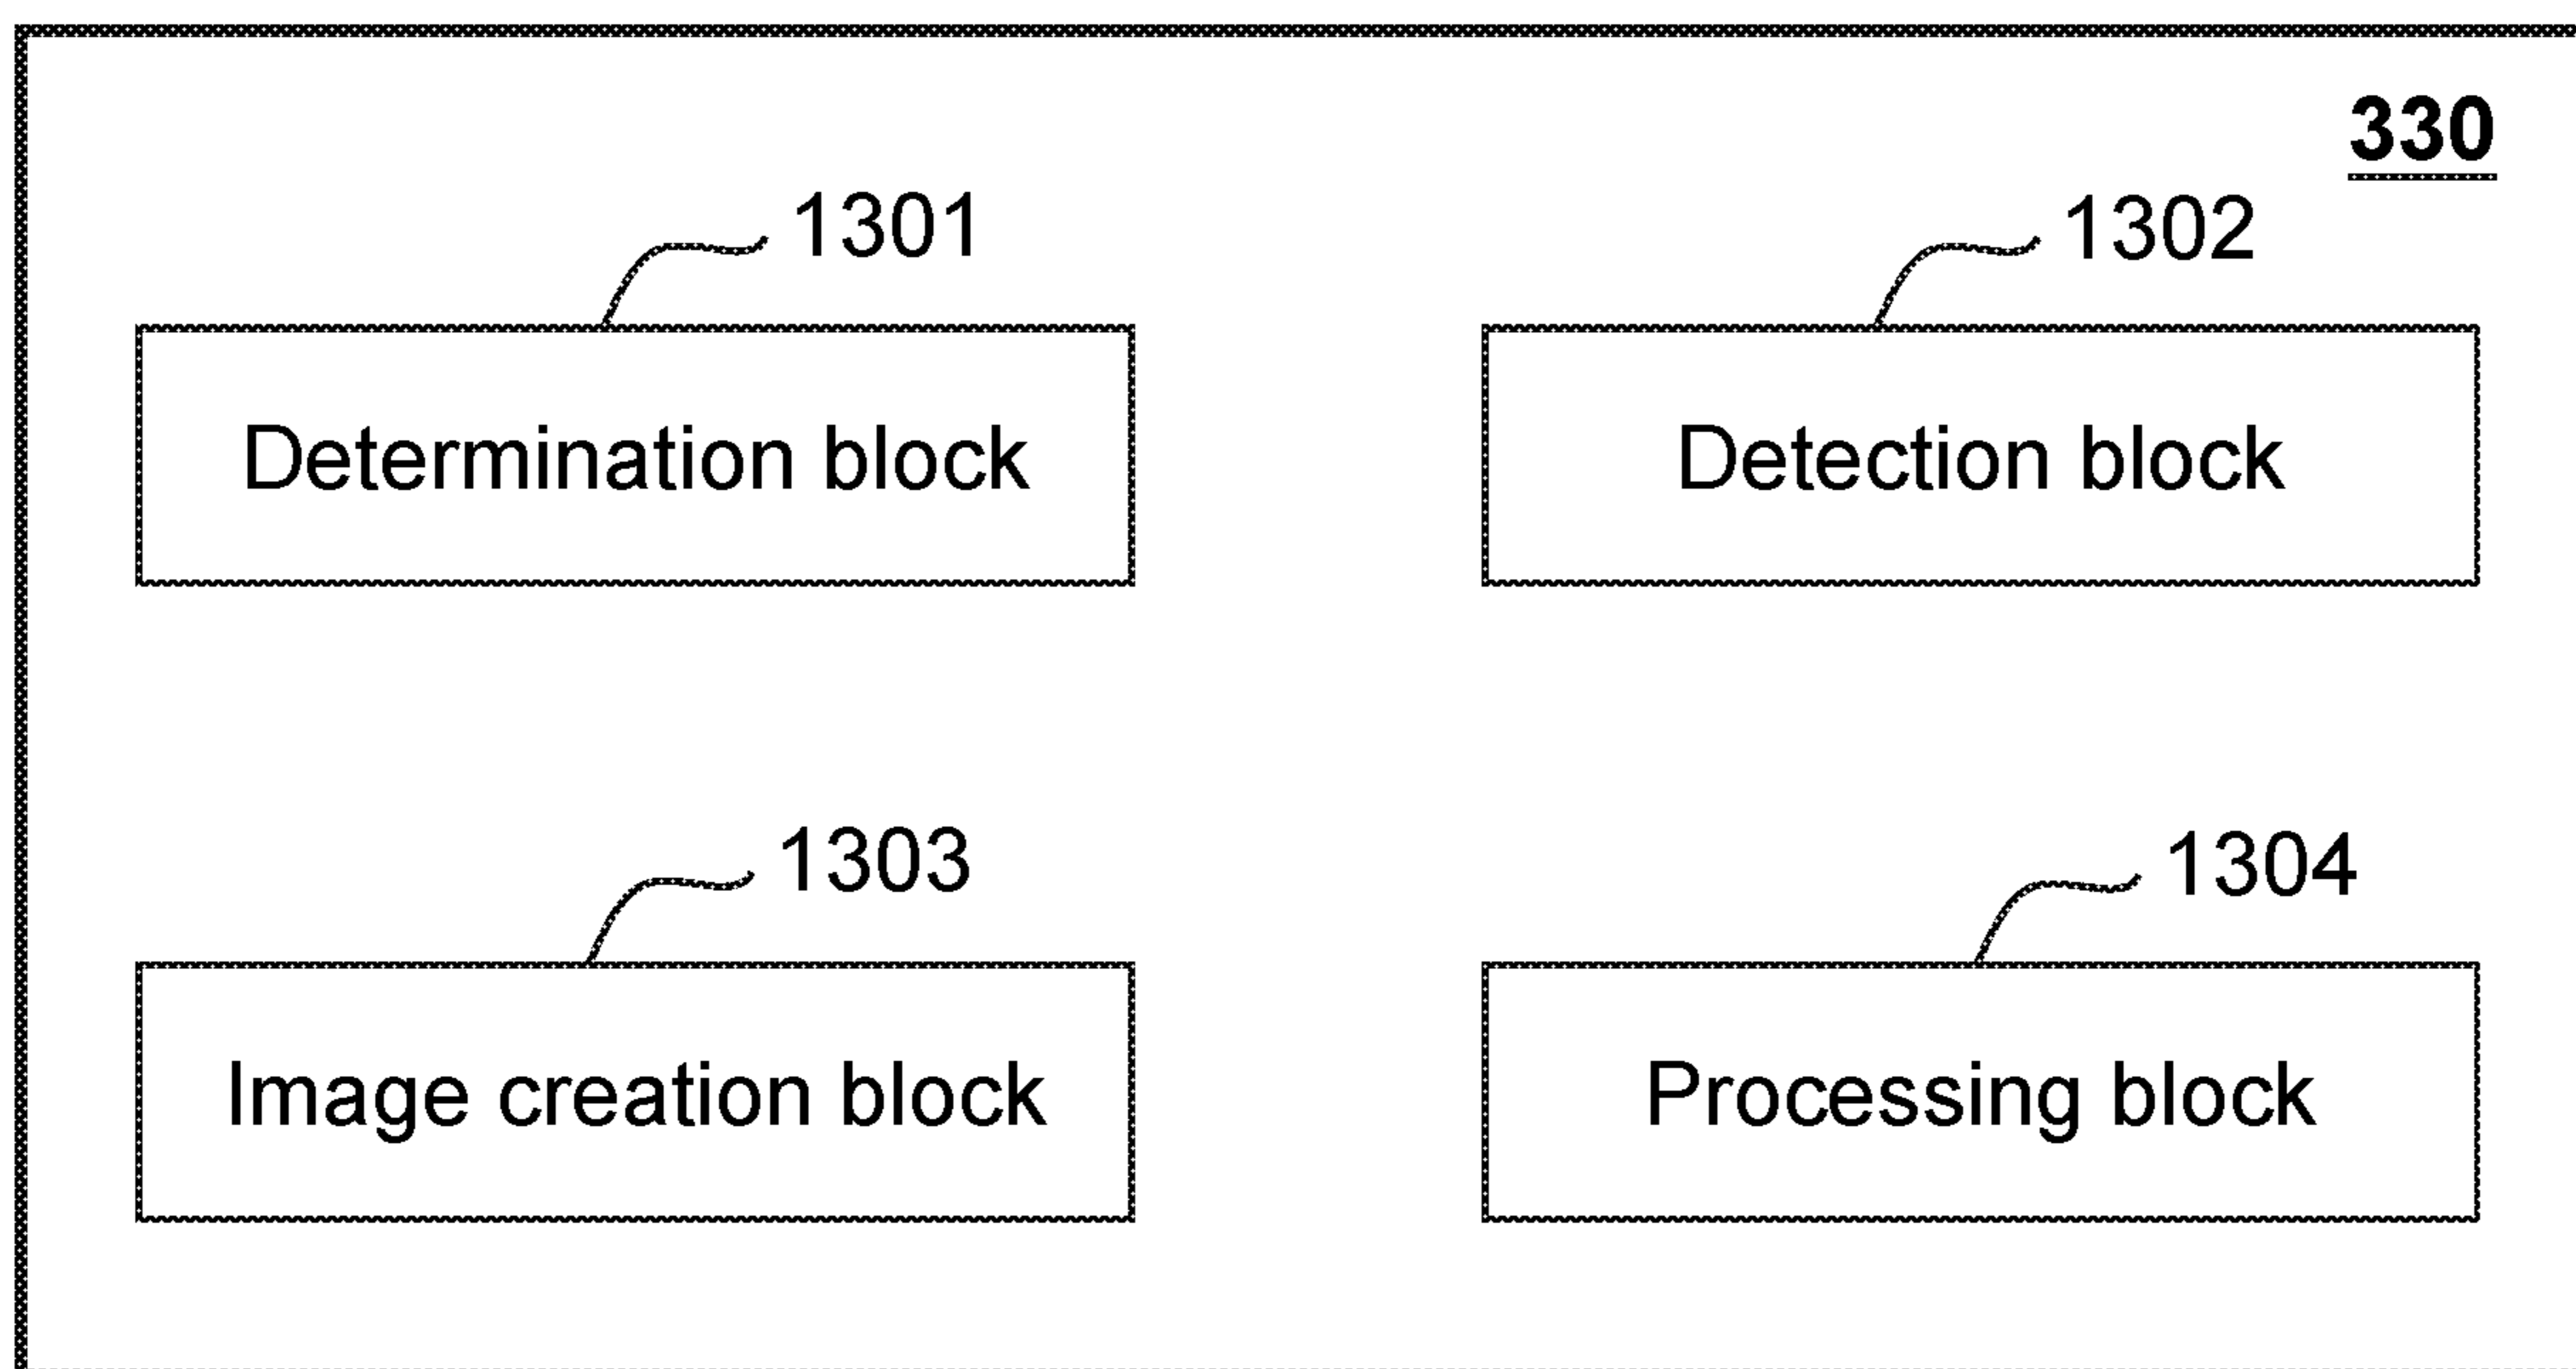 330
1301
1302
Determination block
Detection block
1303
1304
Image creation block
Processing block